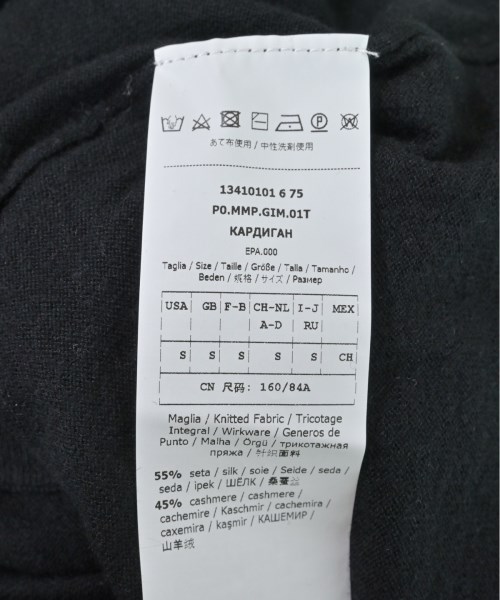 あて布使用 / 中性洗剤使用
13410101 6 75
P0.MMP.GIM.01T
КАРДИГАН
EPA.000
Taglia / Size / Taille / Größe / Talla / Tamanho /
Beden / 规格 / サイズ / Размер
USA GB F-B CH-NL I-J MEX
A-D RU
S S S S S CH
CN 尺码: 160/84A
Maglia / Knitted Fabric / Tricotage
Integral / Wirkware / Generos de
Punto / Malha / Örgü / трикотажная
пряжа / 针织面料
55% seta / silk / soie / Seide / seda /
seda / ipek / ШЕЛК / 桑蚕丝
45% cashmere / cashmere /
cachemire / Kaschmir / cachemira /
caxemira / kaşmir / КАШЕМИР /
山羊绒